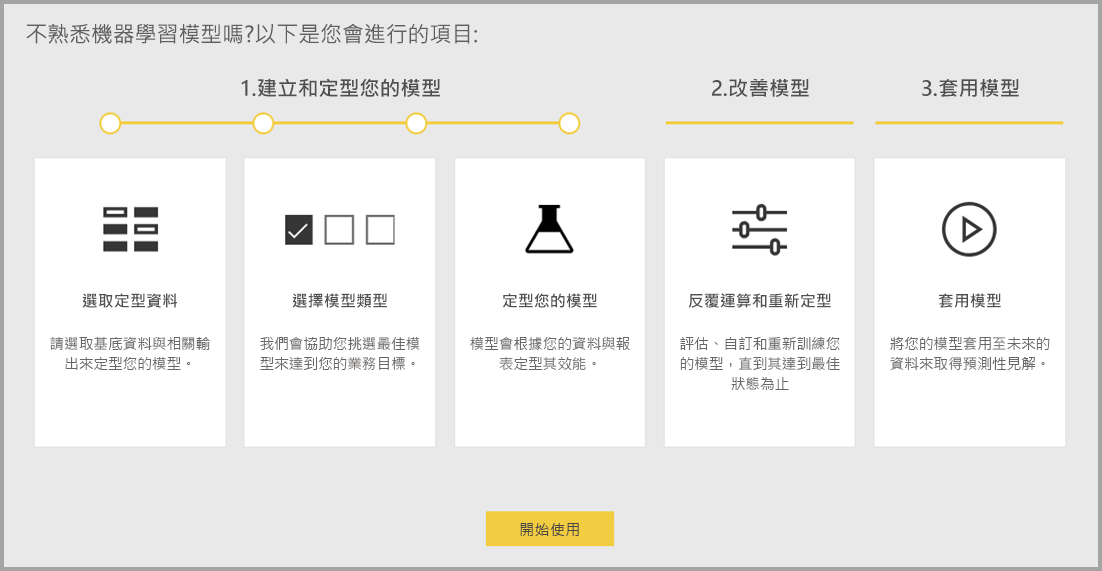 不熟悉機器學習模型嗎?以下是您會進行的項目:
1.建立和定型您的模型
2.改善模型
3.套用模型
選取定型資料
請選取基底資料與相關輸
出來定型您的模型。
選擇模型類型
我們會協助您挑選最佳模
型來達到您的業務目標。
定型您的模型
模型會根據您的資料與報
表定型其效能。
反覆運算和重新定型
評估、自訂和重新訓練您
的模型，直到其達到最佳
狀態為止
套用模型
將您的模型套用至未來的
資料來取得預測性見解。
開始使用